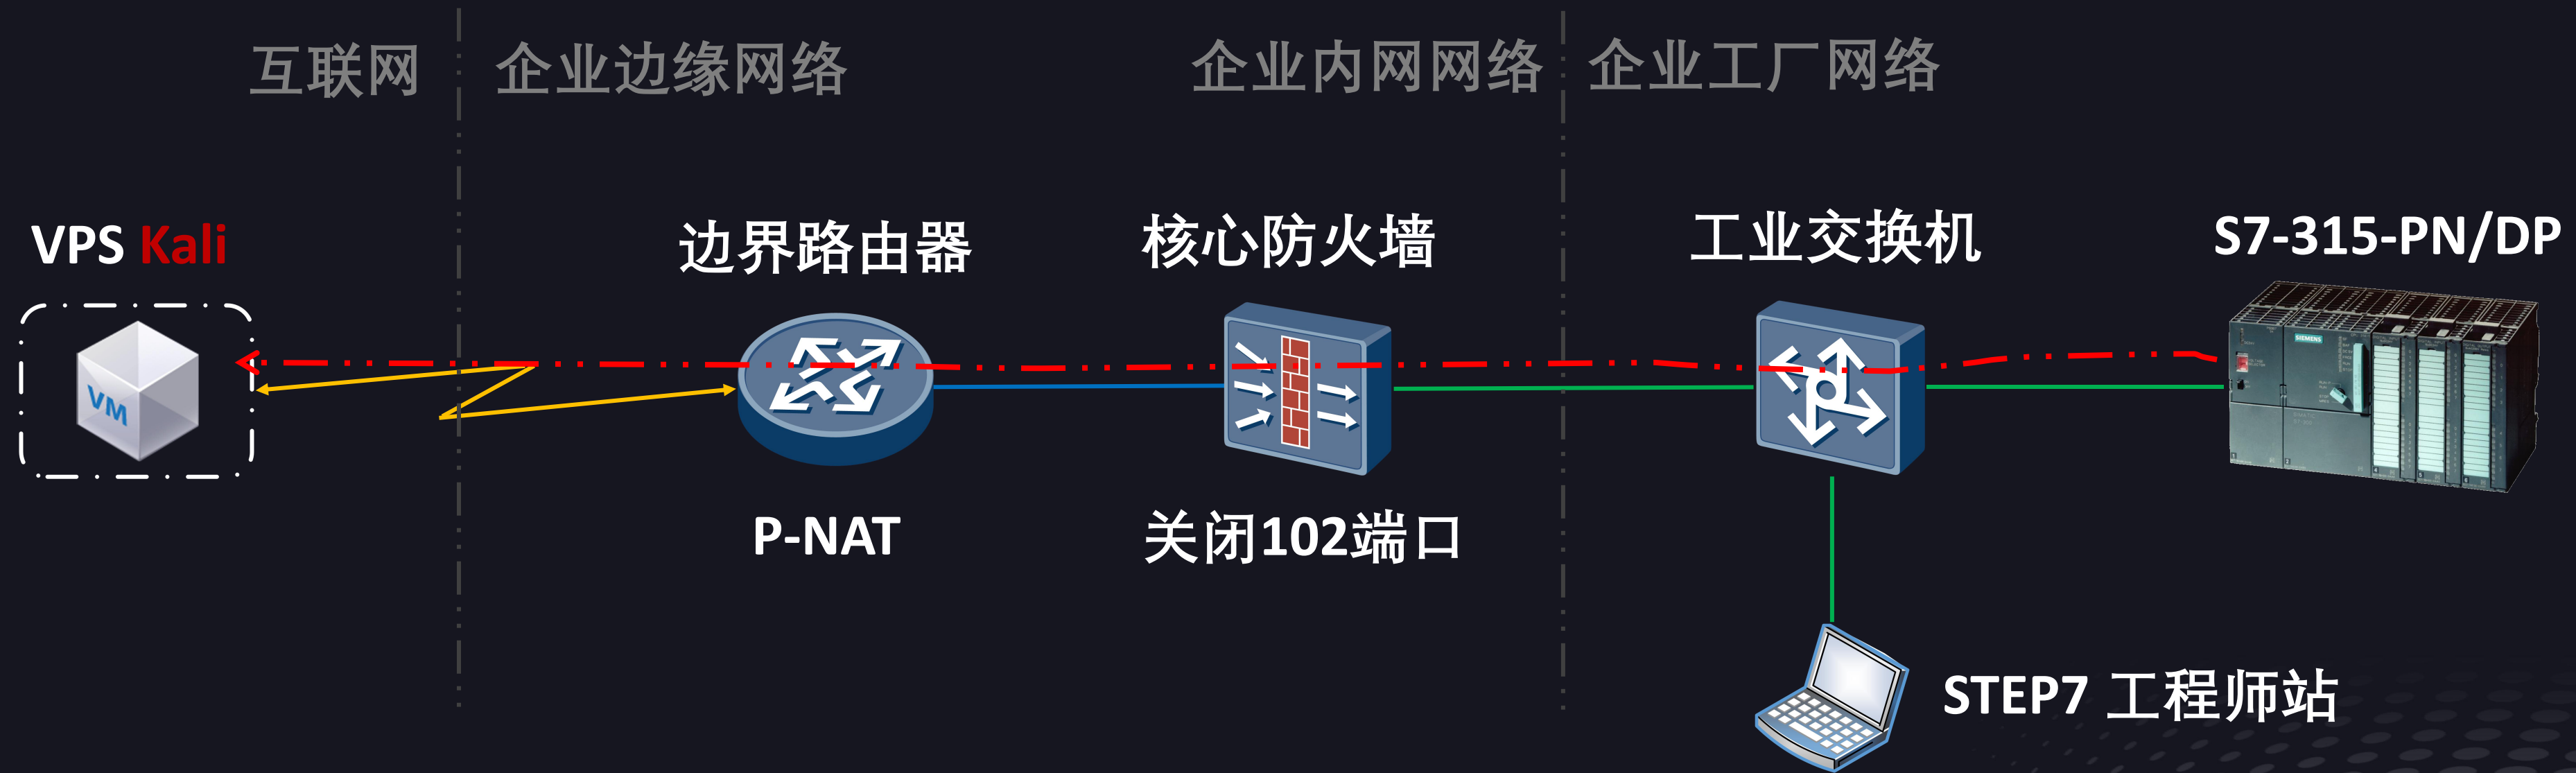 互联网
企业边缘网络
企业内网网络
企业工厂网络
VPS Kali
边界路由器
核心防火墙
工业交换机
S7-315-PN/DP
VM
SIEMENS
P-NAT
关闭102端口
STEP7 工程师站